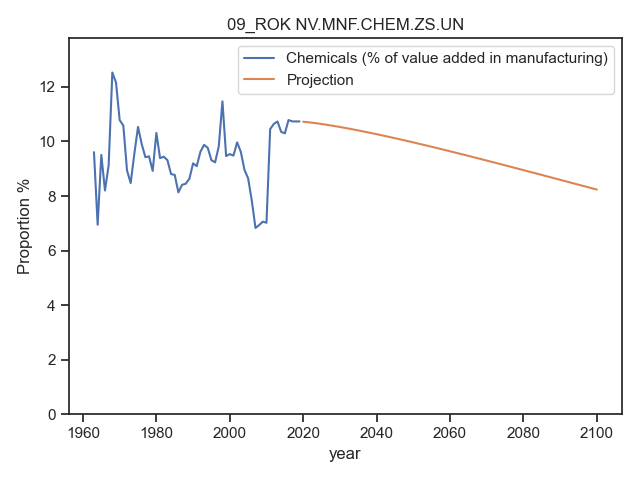 09_ROK NV.MNF.CHEM.ZS.UN
Chemicals (% of value added in manufacturing)
Projection
Proportion %
12
10
8
6
4
2
0
1960 1980 2000 2020 2040 2060 2080 2100
year